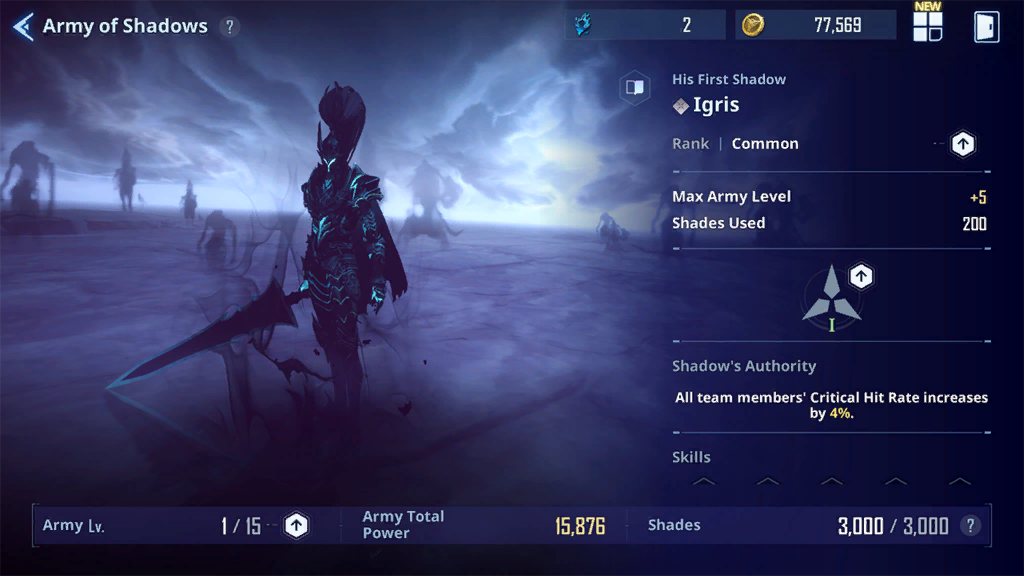 Army of Shadows ?
2
77,569
NEW
His First Shadow
Igris
Rank | Common
Max Army Level +5
Shades Used 200
I
Shadow's Authority
All team members' Critical Hit Rate increases
by 4%.
Skills
Army Lv. 1 / 15
Army Total
Power 15,876
Shades 3,000 / 3,000 ?